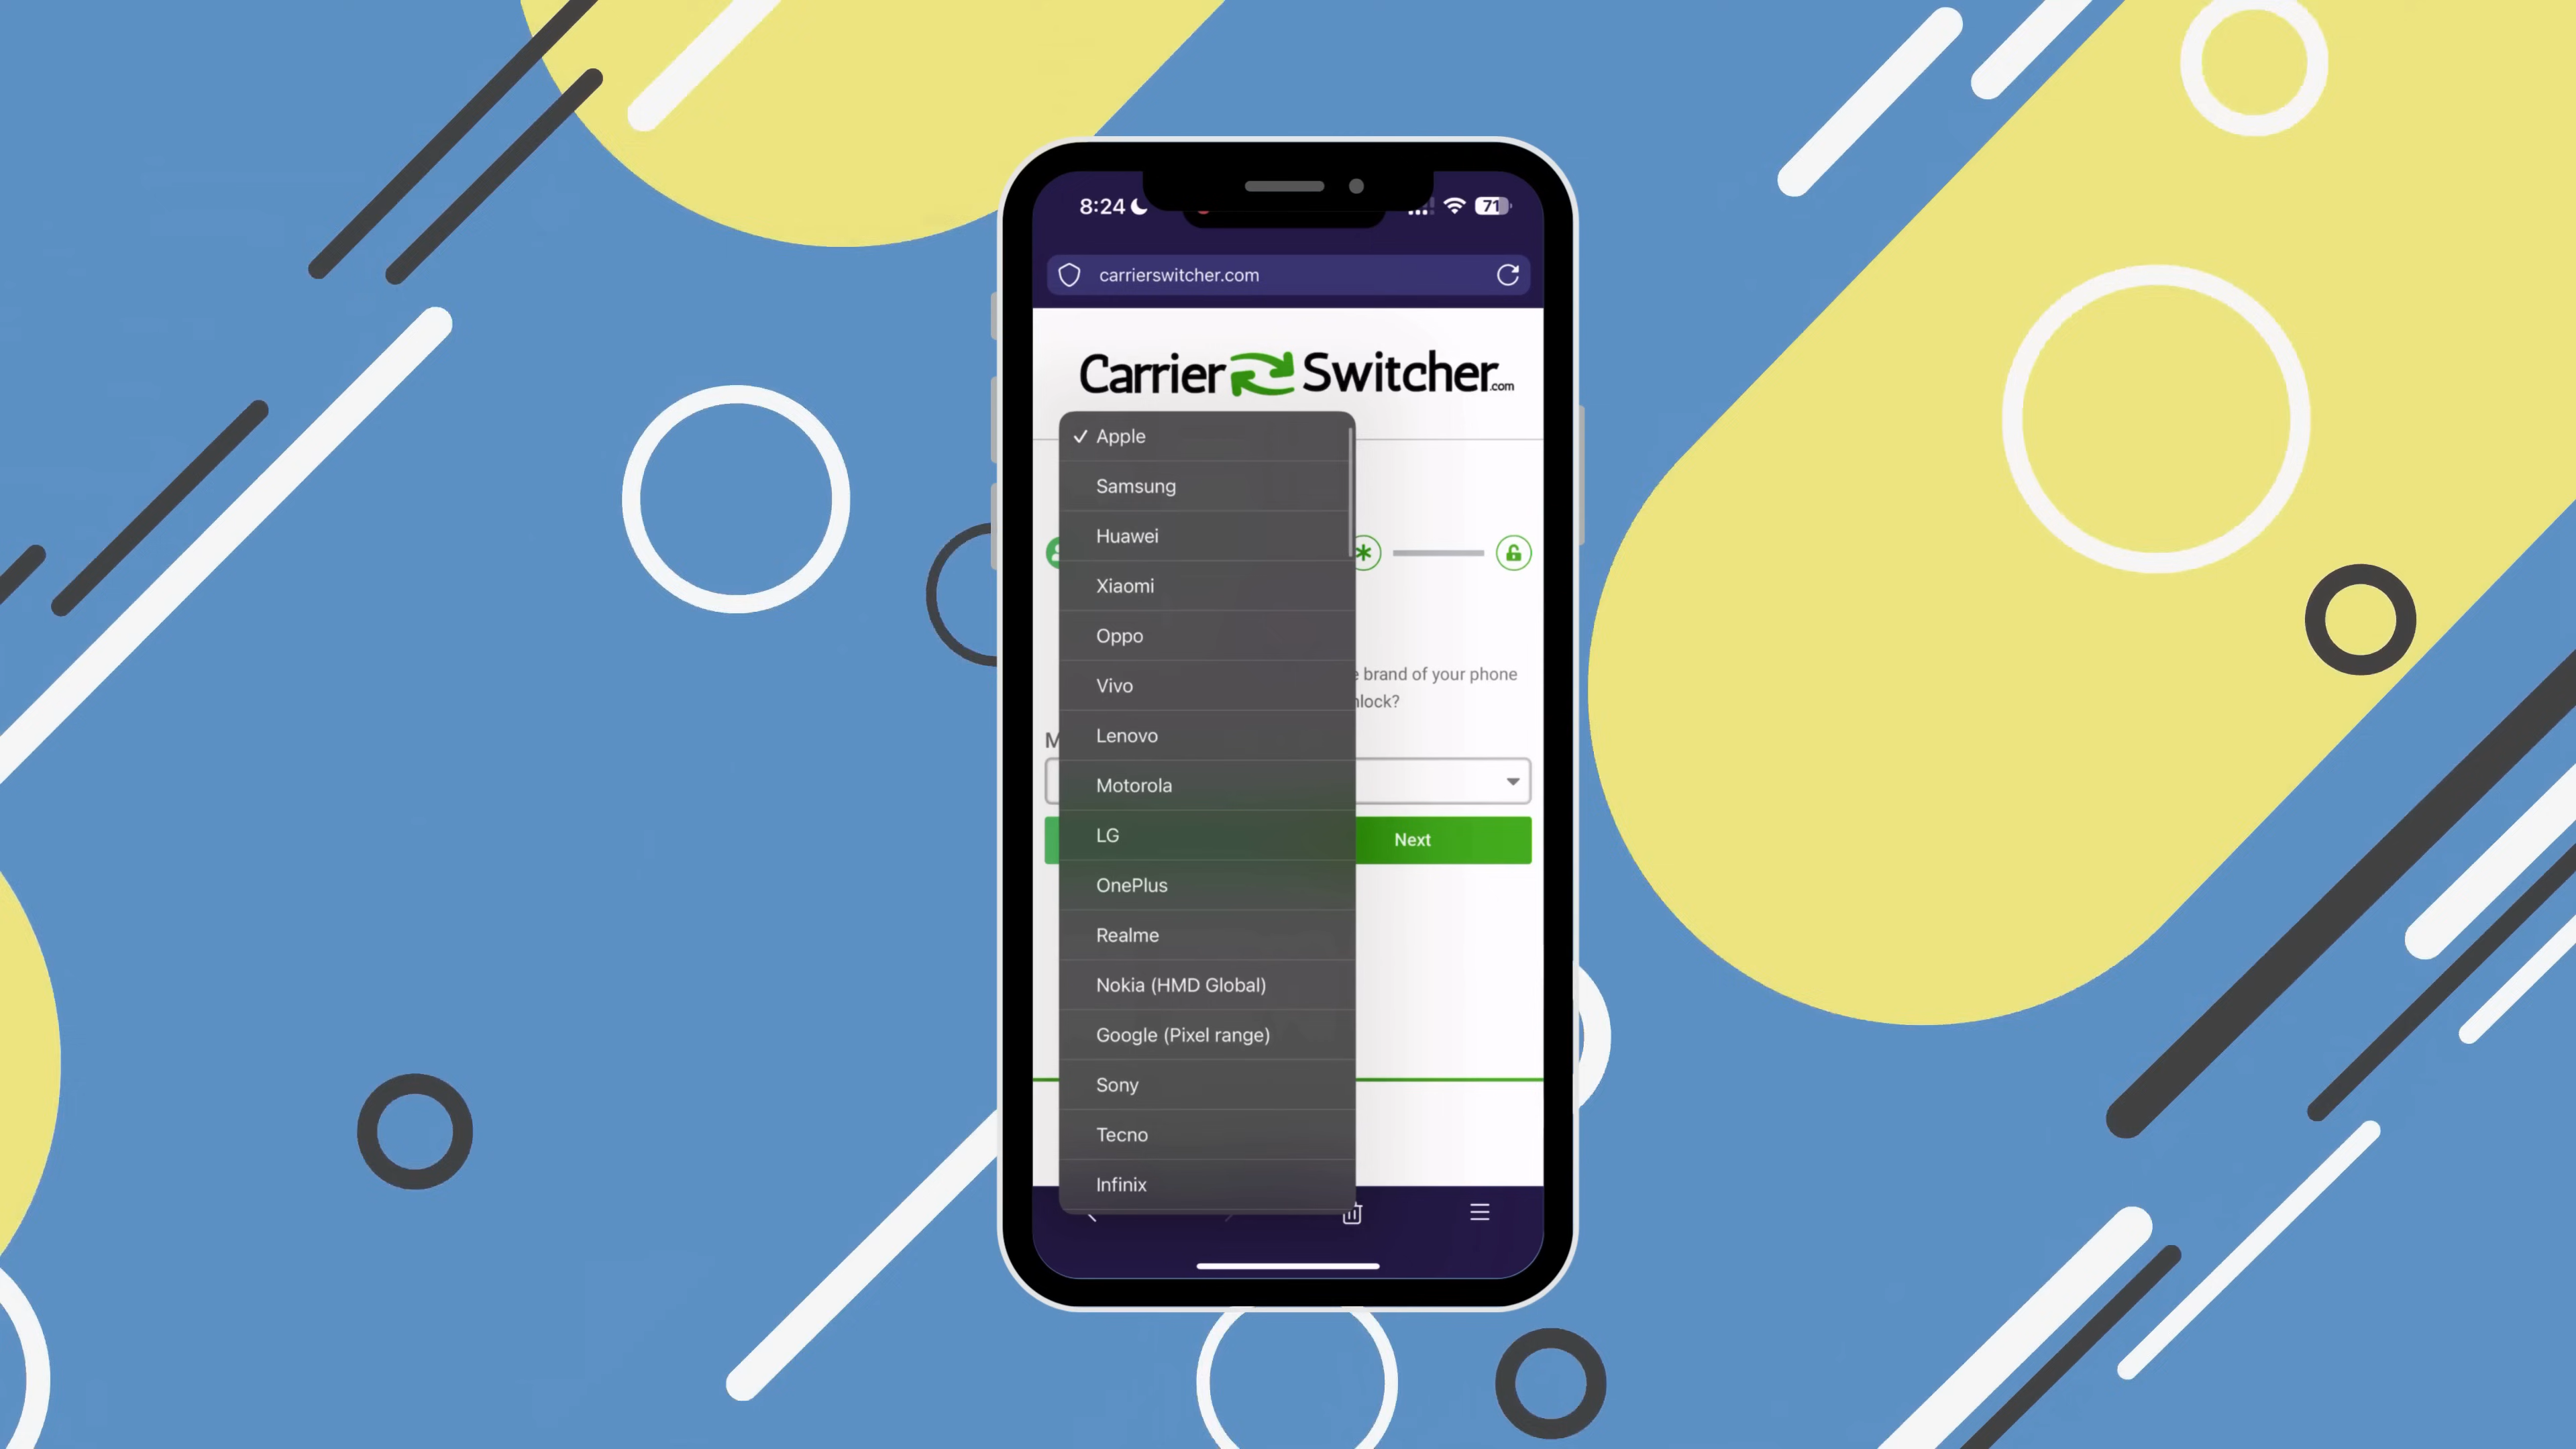 8:24
71
carrierswitcher.com
Carrier Switcher.com
Apple
Samsung
Huawei
Xiaomi
Oppo
Vivo
Lenovo
Motorola
LG
OnePlus
Realme
Nokia (HMD Global)
Google (Pixel range)
Sony
Tecno
Infinix
brand of your phone
Next